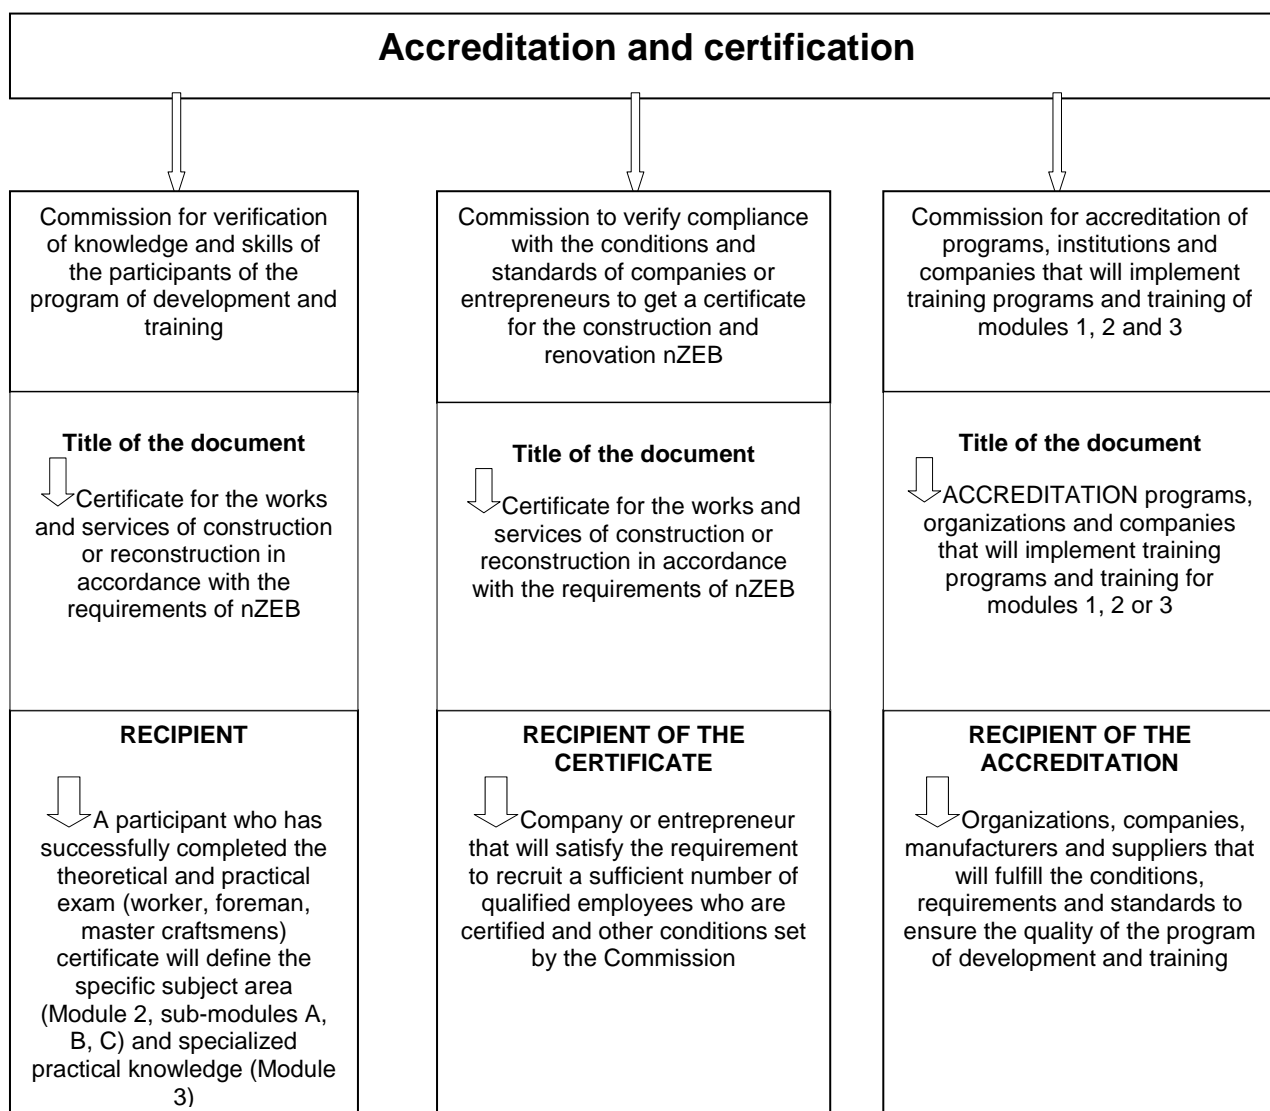 Accreditation and certification
Commission for verification
of knowledge and skills of
the participants of the
program of development and
training
Title of the document
Certificate for the works
and services of construction
or reconstruction in
accordance with the
requirements of nZEB
RECIPIENT
A participant who has
successfully completed the
theoretical and practical
exam (worker, foreman,
master craftsmens)
certificate will define the
specific subject area
(Module 2, sub-modules A,
B, C) and specialized
practical knowledge (Module
3)
Commission to verify compliance
with the conditions and
standards of companies or
entrepreneurs to get a certificate
for the construction and
renovation nZEB
Title of the document
Certificate for the works and
services of construction or
reconstruction in accordance
with the requirements of nZEB
RECIPIENT OF THE
CERTIFICATE
Company or entrepreneur
that will satisfy the requirement
to recruit a sufficient number of
qualified employees who are
certified and other conditions set
by the Commission
Commission for accreditation of
programs, institutions and
companies that will implement
training programs and training of
modules 1, 2 and 3
Title of the document
ACCREDITATION programs,
organizations and companies
that will implement training
programs and training for
modules 1, 2 or 3
RECIPIENT OF THE
ACCREDITATION
Organizations, companies,
manufacturers and suppliers that
will fulfill the conditions,
requirements and standards to
ensure the quality of the program
of development and training